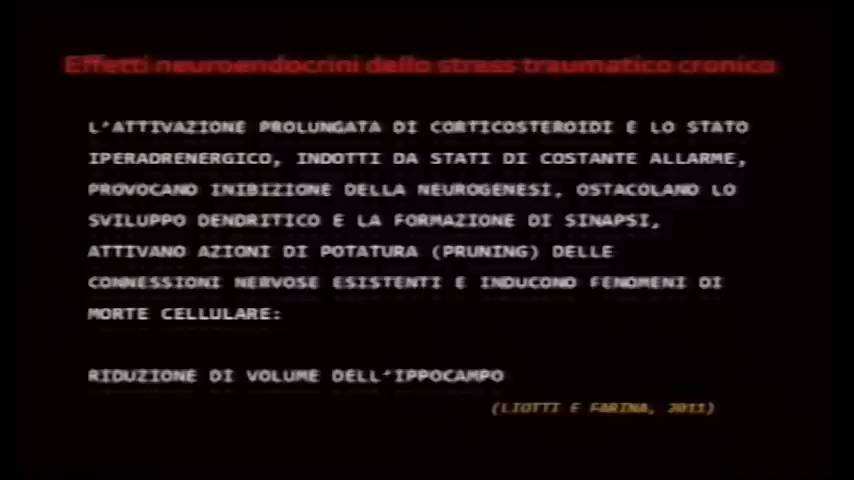 Effetti neuroendocrini dello stress traumatico cronico
L'ATTIVAZIONE PROLUNGATA DI CORTICOSTEROIDI E LO STATO
IPERADRENERGICO, INDOTTI DA STATI DI COSTANTE ALLARME,
PROVOCANO INIBIZIONE DELLA NEUROGENESI, OSTACOLANO LO
SVILUPPO DENDRITICO E LA FORMAZIONE DI SINAPSI,
ATTIVANO AZIONI DI POTATURA (PRUNING) DELLE
CONNESSIONI NERVOSE ESISTENTI E INDUCONO FENOMENI DI
MORTE CELLULARE:
RIDUZIONE DI VOLUME DELL'IPPOCAMPO
(LIOTTI E FARINA, 2011)